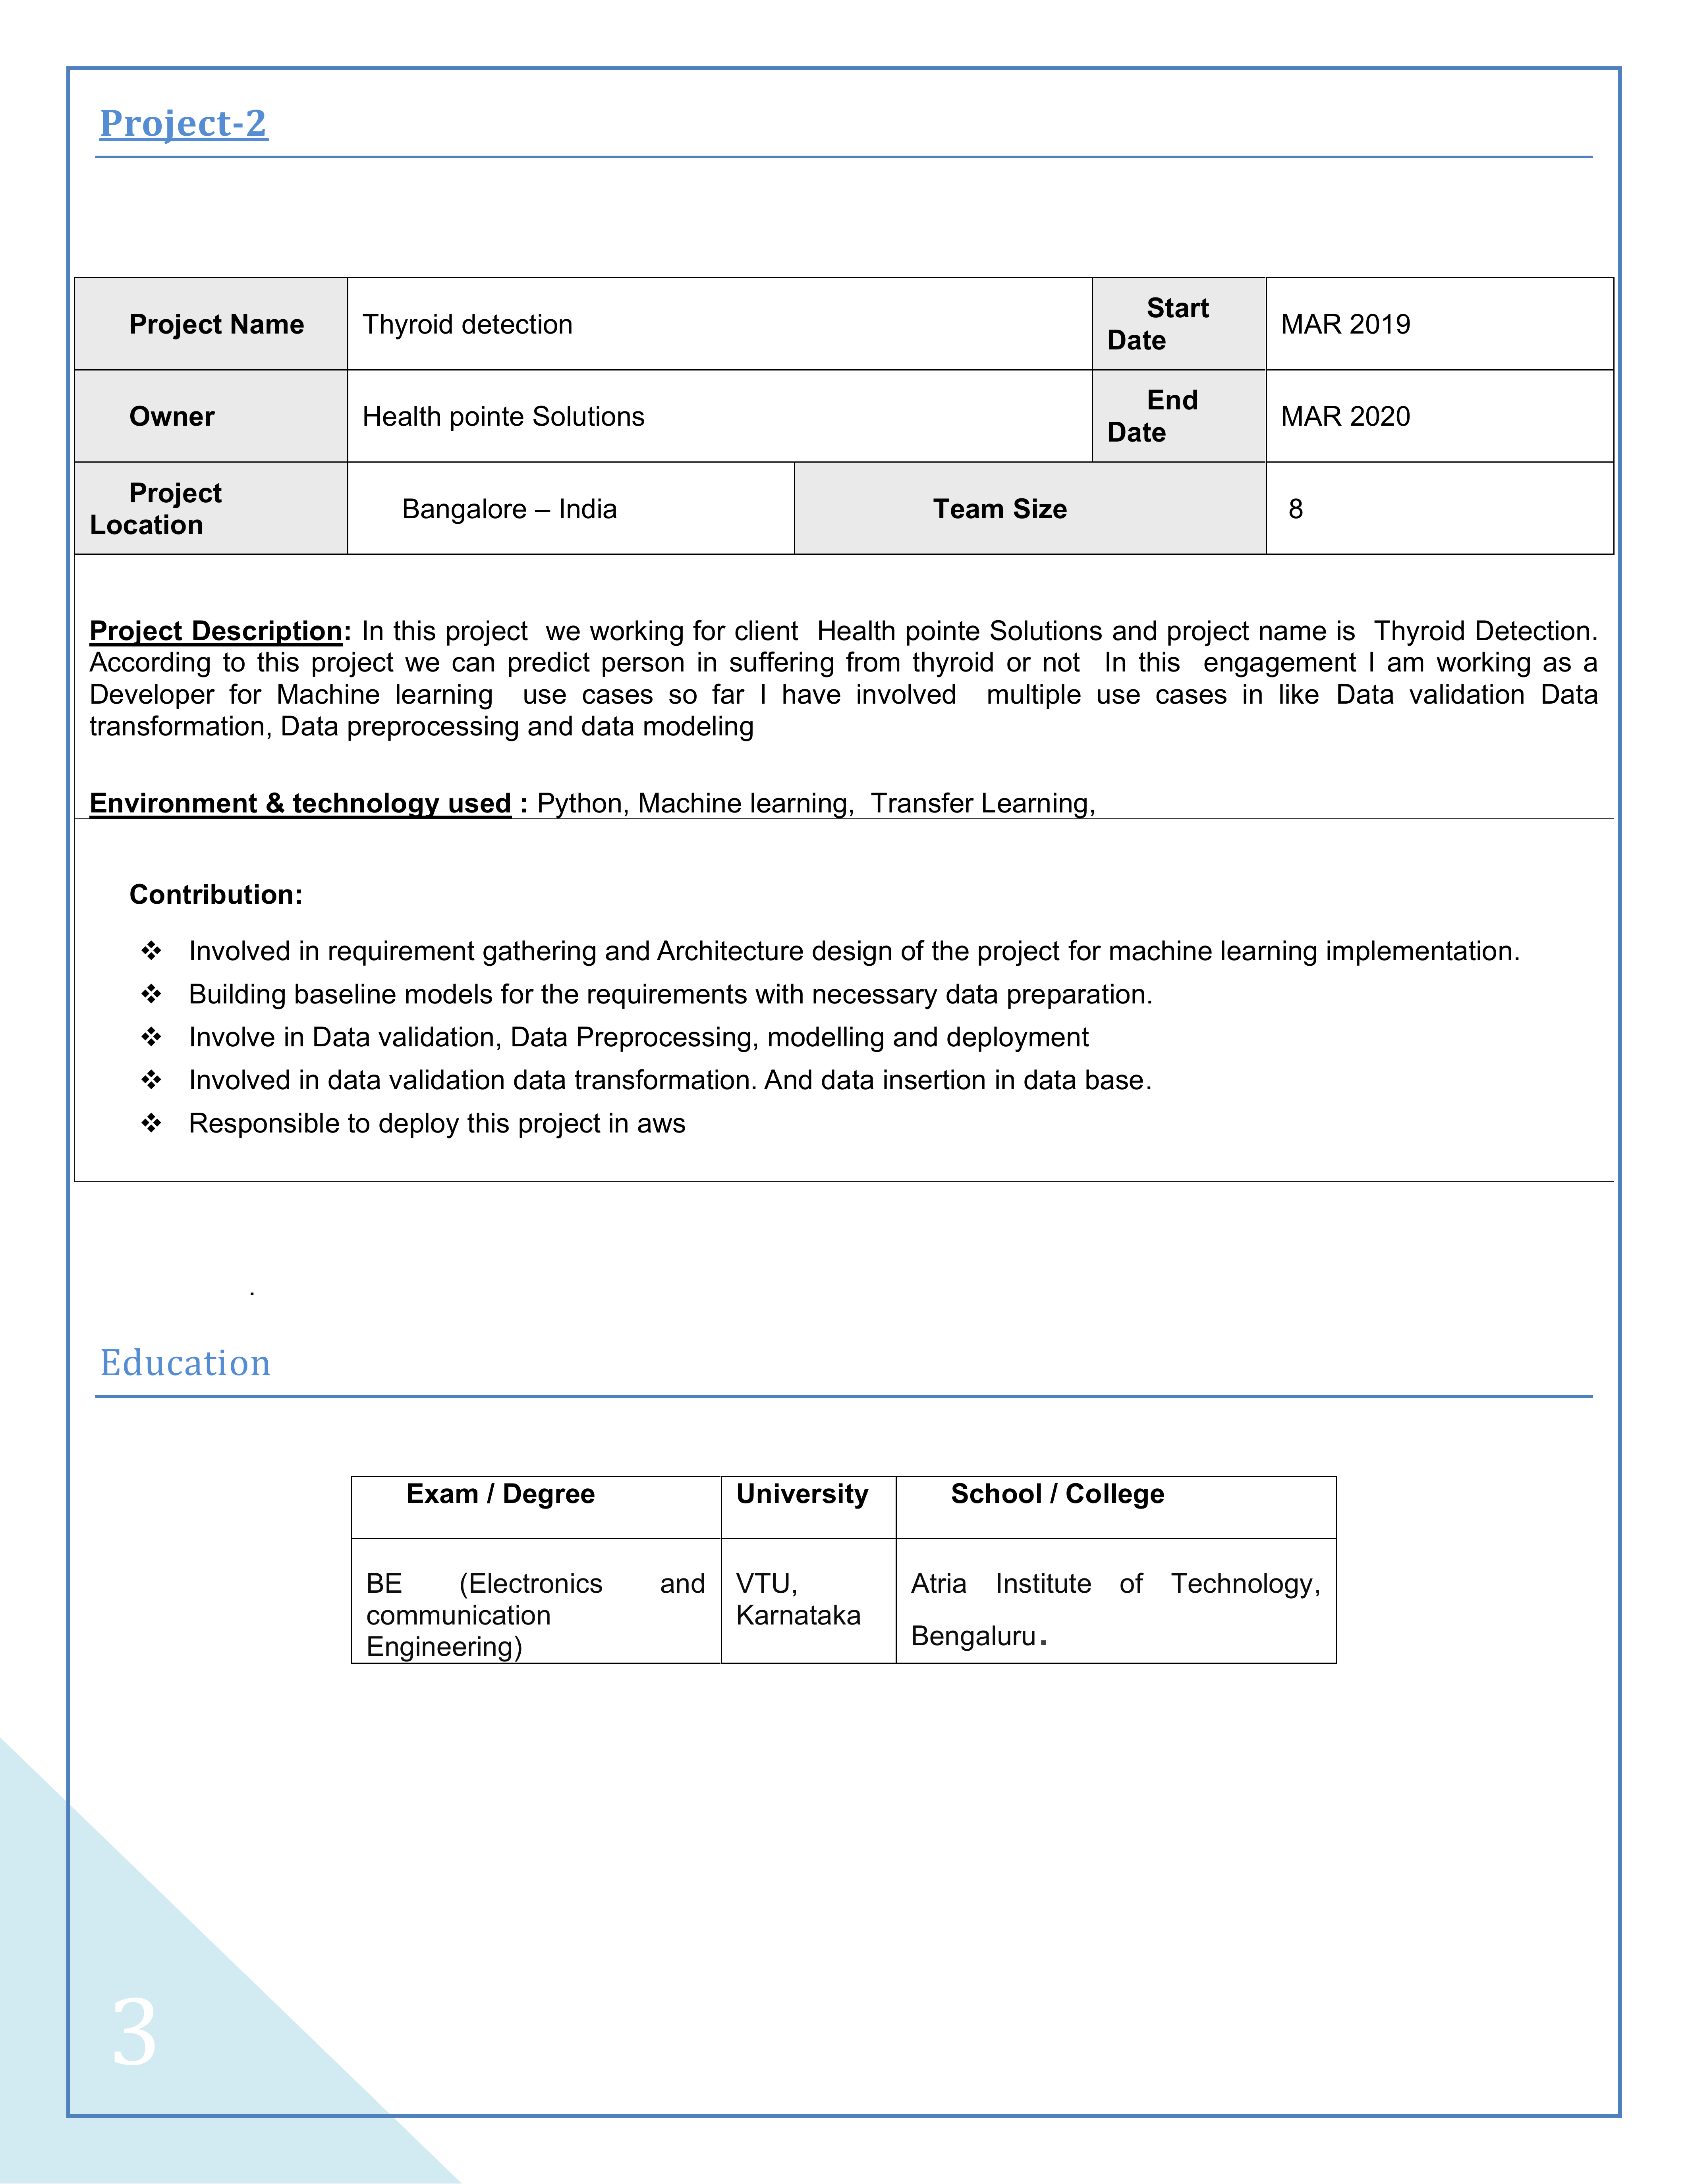 Project-2
Project Name Thyroid detection Start Date MAR 2019
Owner Health pointe Solutions End Date MAR 2020
Project Location Bangalore – India Team Size 8
Project Description: In this project we working for client Health pointe Solutions and project name is Thyroid Detection.
According to this project we can predict person in suffering from thyroid or not In this engagement I am working as a
Developer for Machine learning use cases so far I have involved multiple use cases in like Data validation Data
transformation, Data preprocessing and data modeling
Environment & technology used : Python, Machine learning, Transfer Learning,
Contribution:
❖ Involved in requirement gathering and Architecture design of the project for machine learning implementation.
❖ Building baseline models for the requirements with necessary data preparation.
❖ Involve in Data validation, Data Preprocessing, modelling and deployment
❖ Involved in data validation data transformation. And data insertion in data base.
❖ Responsible to deploy this project in aws
.
Education
Exam / Degree University School / College
BE (Electronics and
communication
Engineering)
VTU,
Karnataka
Atria Institute of Technology,
Bengaluru.
3